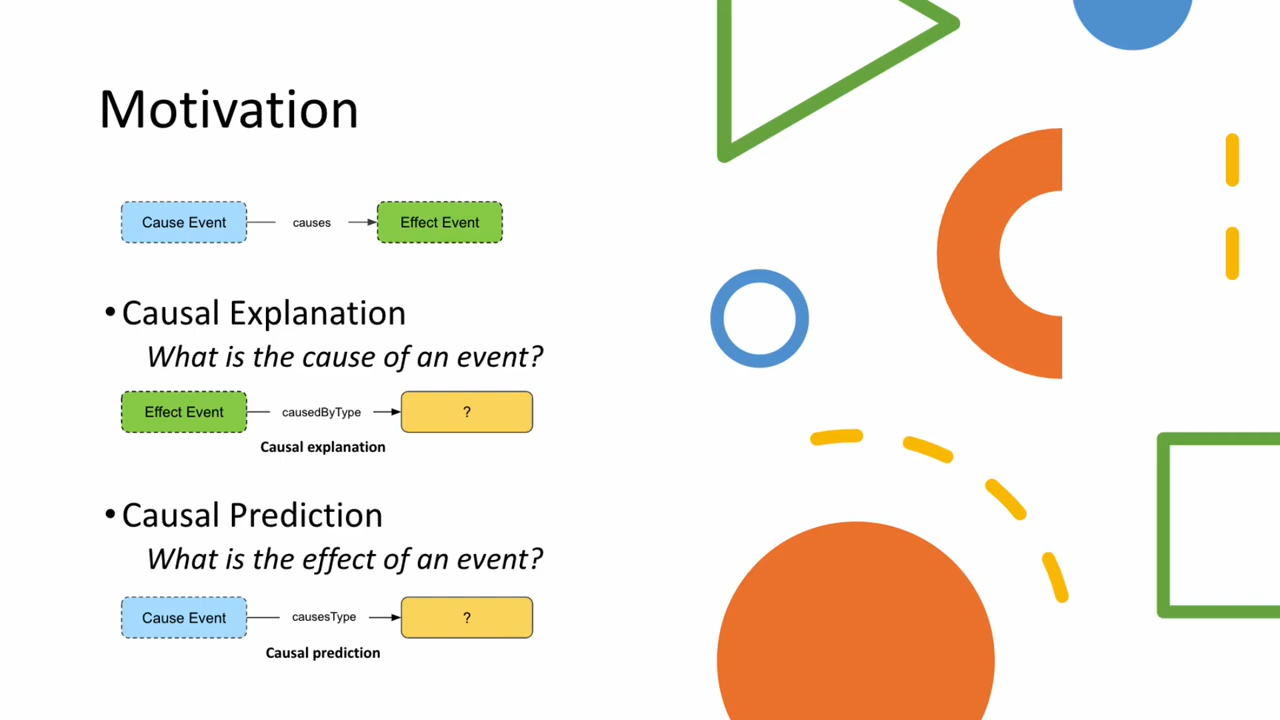 Motivation
Cause Event causes Effect Event
• Causal Explanation
What is the cause of an event?
Effect Event causedByType ?
Causal explanation
• Causal Prediction
What is the effect of an event?
Cause Event causesType ?
Causal prediction